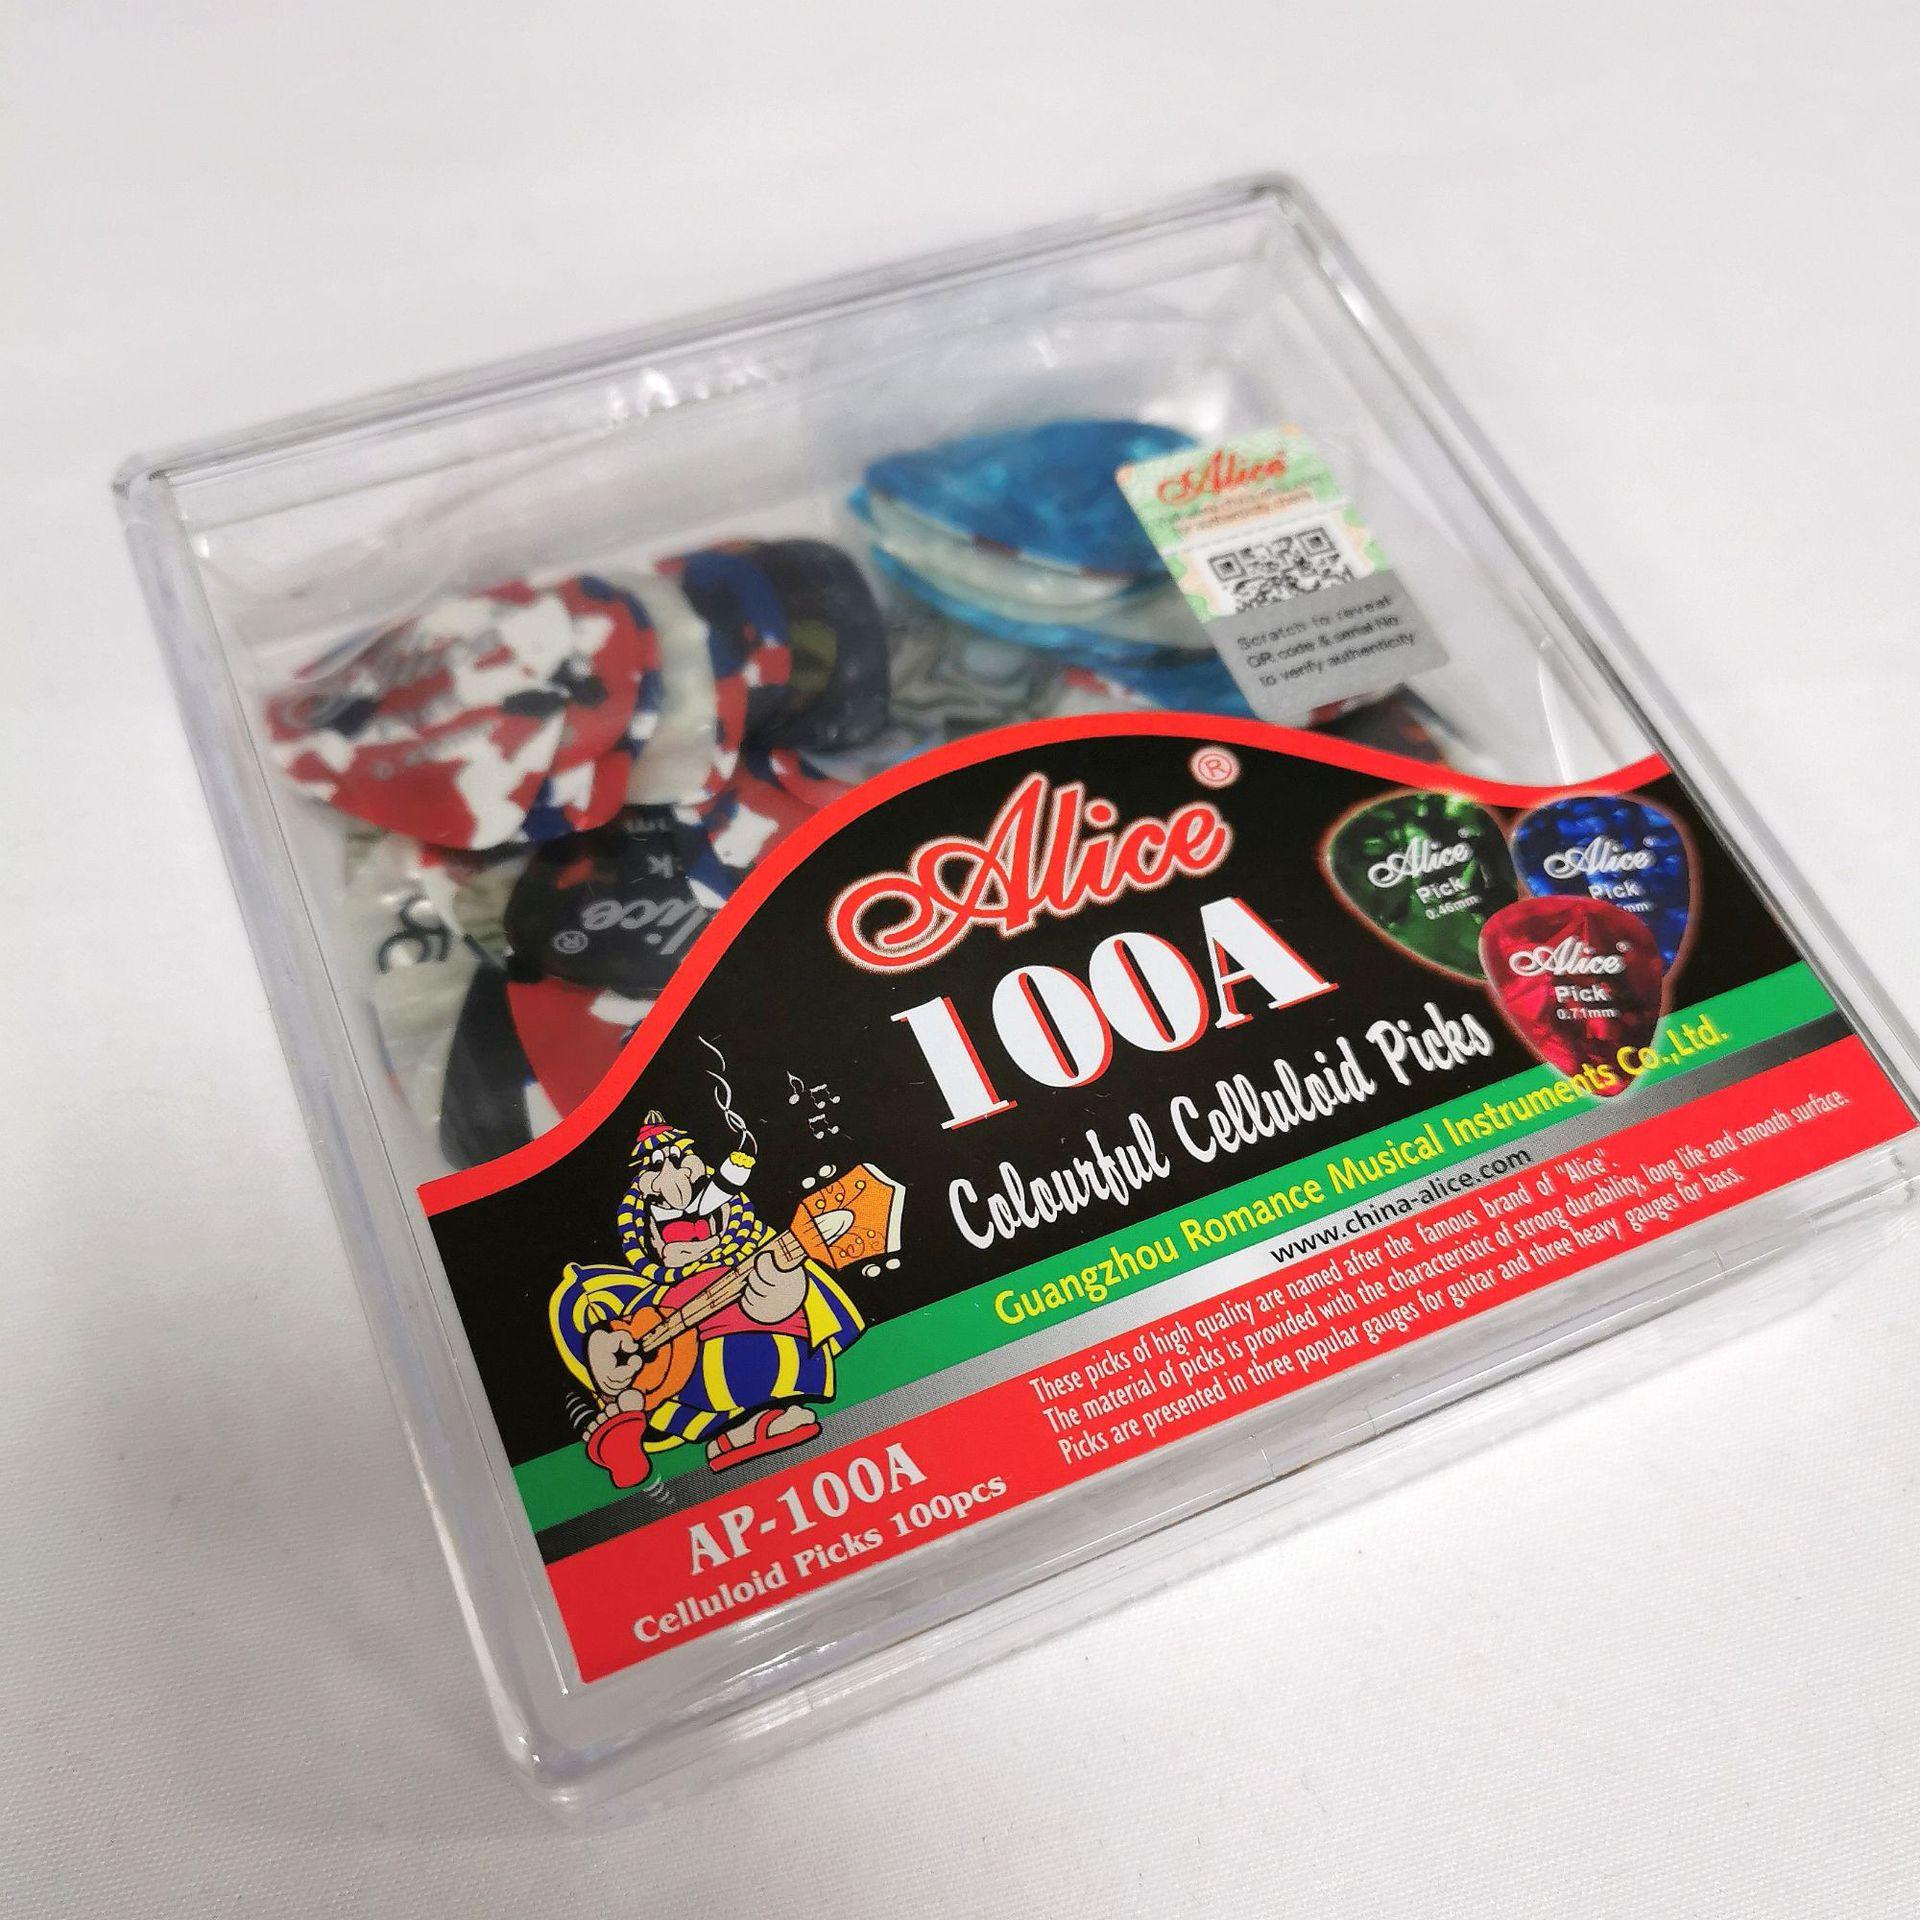 Alice
Scratch to reveal
QR code & serial No.
to verify authenticity
Alice
Alice®
Alice®
100A
Colourful Celluloid Picks
Alice
Pick
0.46mm
Alice
Pick
mm
Alice
Pick
0.71mm
Guangzhou Romance Musical Instruments Co.,Ltd.
www.china-alice.com
These picks of high quality are named after the famous brand of "Alice".
The material of picks is provided with the characteristic of strong durability, long life and smooth surface.
Picks are presented in three popular gauges for guitar and three heavy gauges for bass.
AP-100A
Celluloid Picks 100pcs